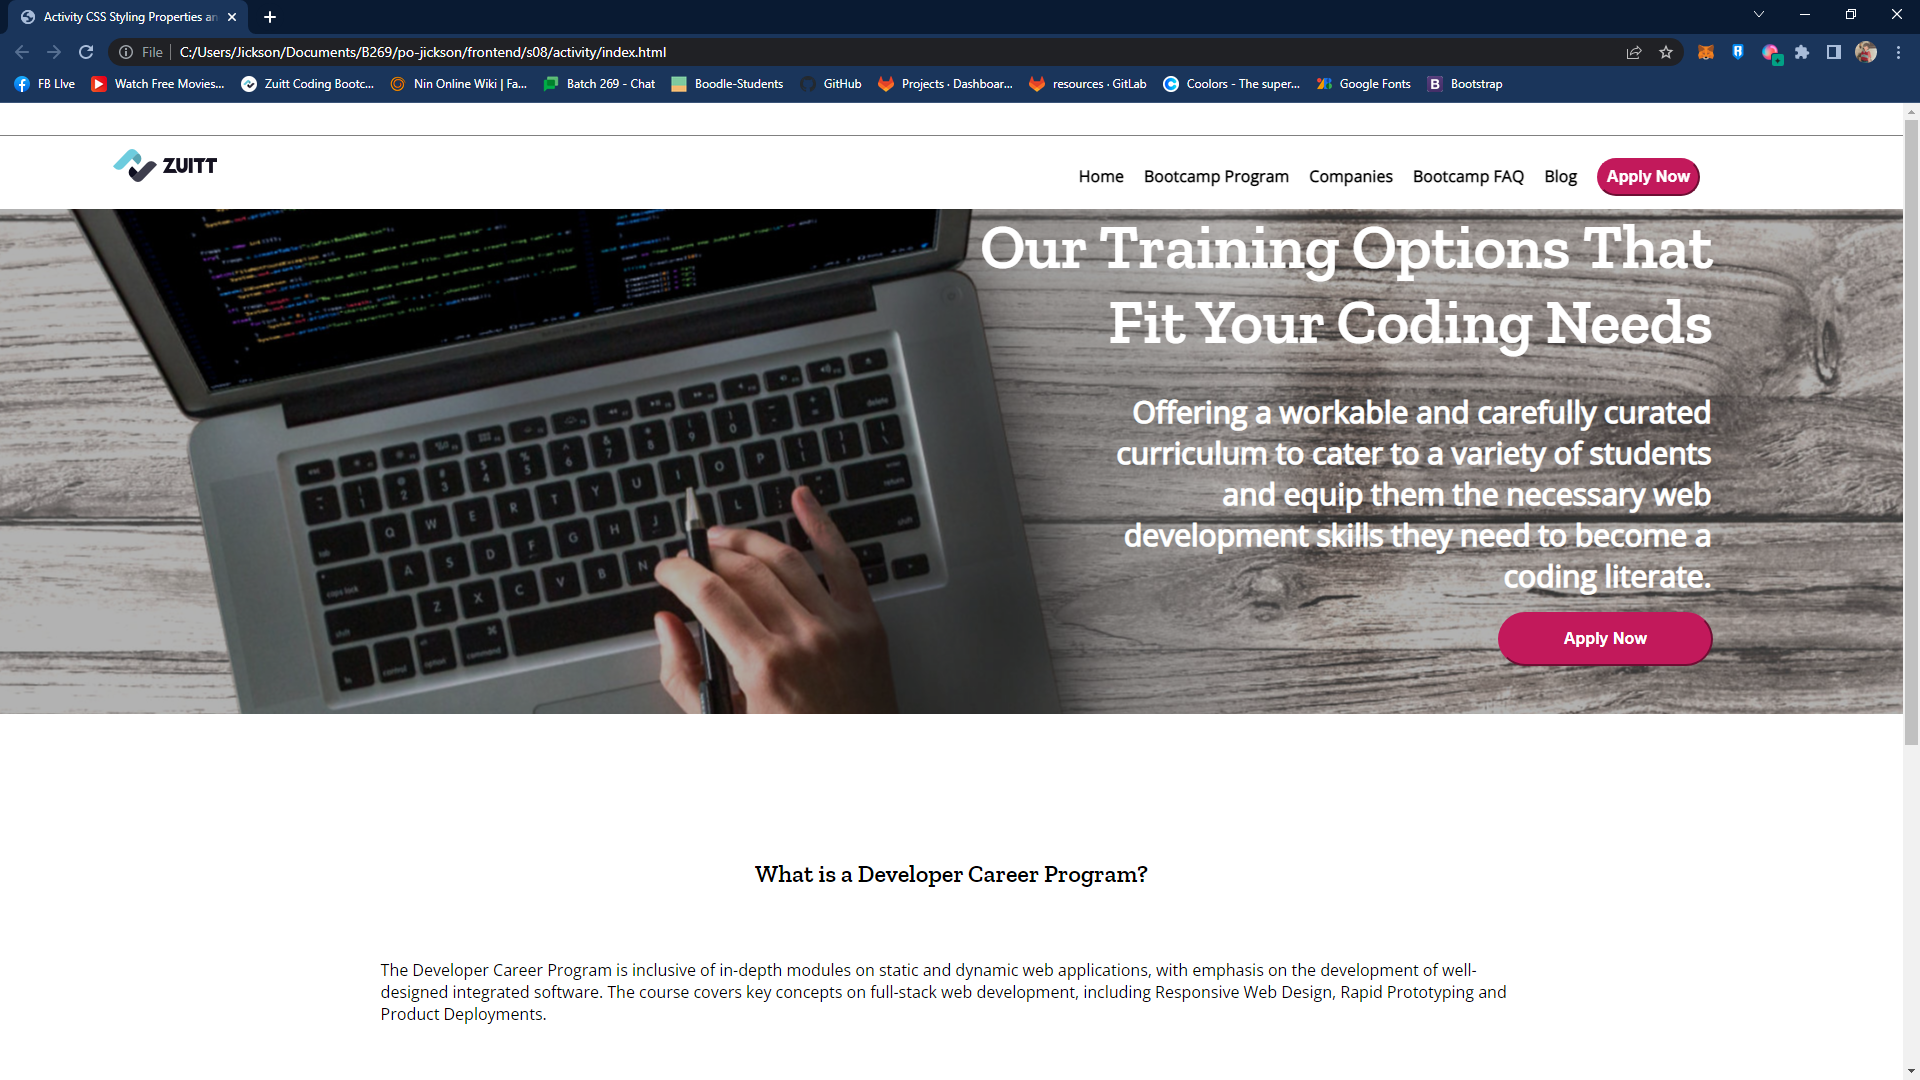 Activity CSS Styling Properties an
File
C:/Users/Jickson/Documents/B269/po-jickson/frontend/s08/activity/index.html
FB LIve
Watch Free Movies...
Zuitt Coding Bootc...
Nin Online Wiki | Fa...
Batch 269 - Chat
Boodle-Students
GitHub
Projects · Dashboar...
resources · GitLab
Coolors - The super...
Google Fonts
Bootstrap
ZUITT
Home
Bootcamp Program
Companies
Bootcamp FAQ
Blog
Apply Now
Our Training Options That
Fit Your Coding Needs
Offering a workable and carefully curated
curriculum to cater to a variety of students
and equip them the necessary web
development skills they need to become a
coding literate.
Apply Now
What is a Developer Career Program?
The Developer Career Program is inclusive of in-depth modules on static and dynamic web applications, with emphasis on the development of well-
designed integrated software. The course covers key concepts on full-stack web development, including Responsive Web Design, Rapid Prototyping and
Product Deployments.